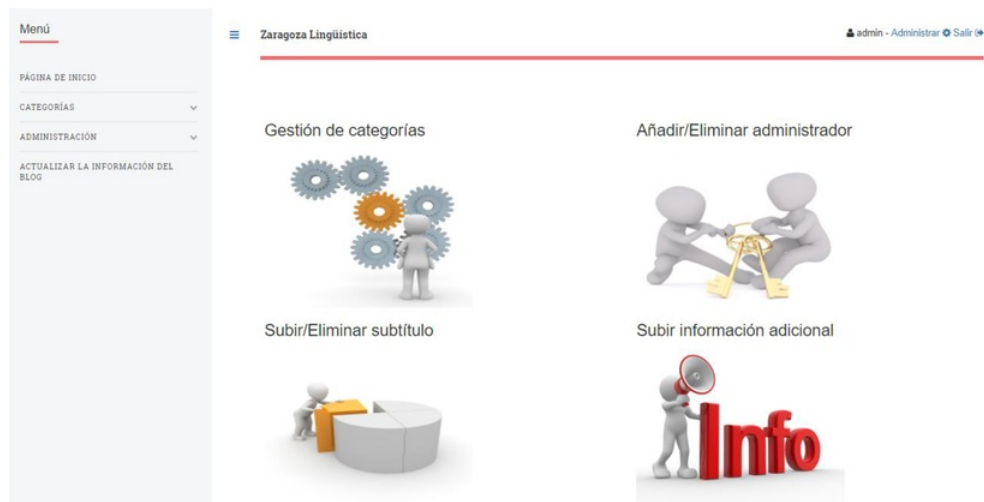 Menú
Zaragoza Lingüística
admin - Administrar Salir
PÁGINA DE INICIO
CATEGORÍAS
ADMINISTRACIÓN
ACTUALIZAR LA INFORMACIÓN DEL
BLOG
Gestión de categorías
Añadir/Eliminar administrador
Subir/Eliminar subtítulo
Subir información adicional
Info